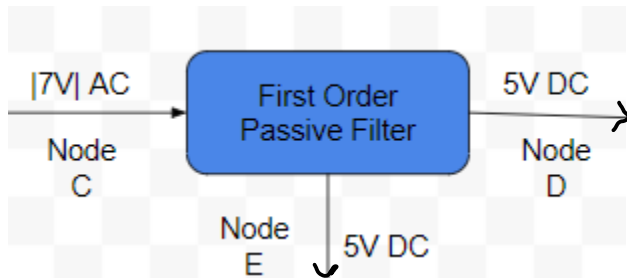 |7V| AC
Node
C
First Order
Passive Filter
5V DC
Node
D
Node
E
5V DC